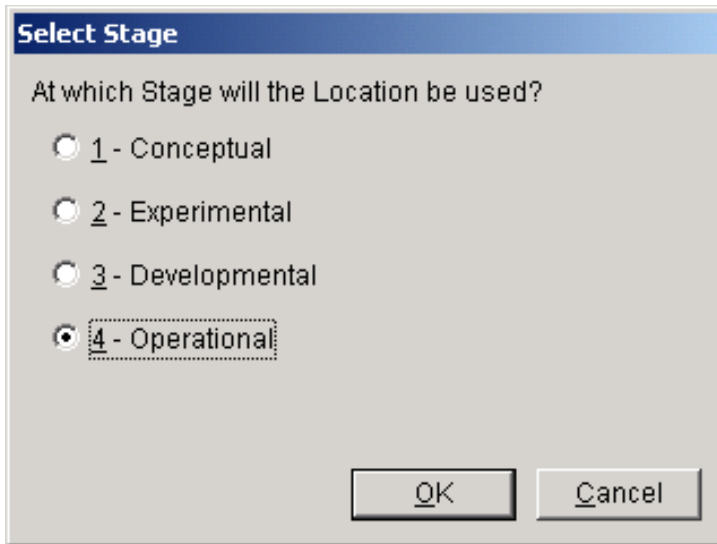 Select Stage
At which Stage will the Location be used?
1 - Conceptual
2 - Experimental
3 - Developmental
4 - Operational
OK Cancel